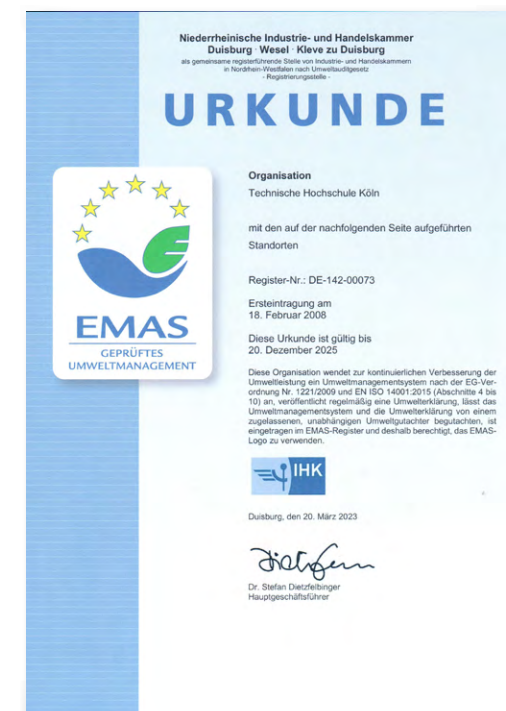 Niederrheinische Industrie- und Handelskammer
Duisburg · Wesel · Kleve zu Duisburg
als gemeinsame registerführende Stelle von Industrie- und Handelskammern
in Nordrhein-Westfalen nach Umweltauditgesetz
- Registrierungsstelle -
URKUNDE
EMAS
GEPRÜFTES
UMWELTMANAGEMENT
Organisation
Technische Hochschule Köln
mit den auf der nachfolgenden Seite aufgeführten
Standorten
Register-Nr.: DE-142-00073
Ersteintragung am
18. Februar 2008
Diese Urkunde ist gültig bis
20. Dezember 2025
Diese Organisation wendet zur kontinuierlichen Verbesserung der
Umweltleistung ein Umweltmanagementsystem nach der EG-Ver-
ordnung Nr. 1221/2009 und EN ISO 14001:2015 (Abschnitte 4 bis
10) an, veröffentlicht regelmäßig eine Umwelterklärung, lässt das
Umweltmanagementsystem und die Umwelterklärung von einem
zugelassenen, unabhängigen Umweltgutachter begutachten, ist
eingetragen im EMAS-Register und deshalb berechtigt, das EMAS-
Logo zu verwenden.
IHK
Duisburg, den 20. März 2023
Dr. Stefan Dietzfelbinger
Hauptgeschäftsführer